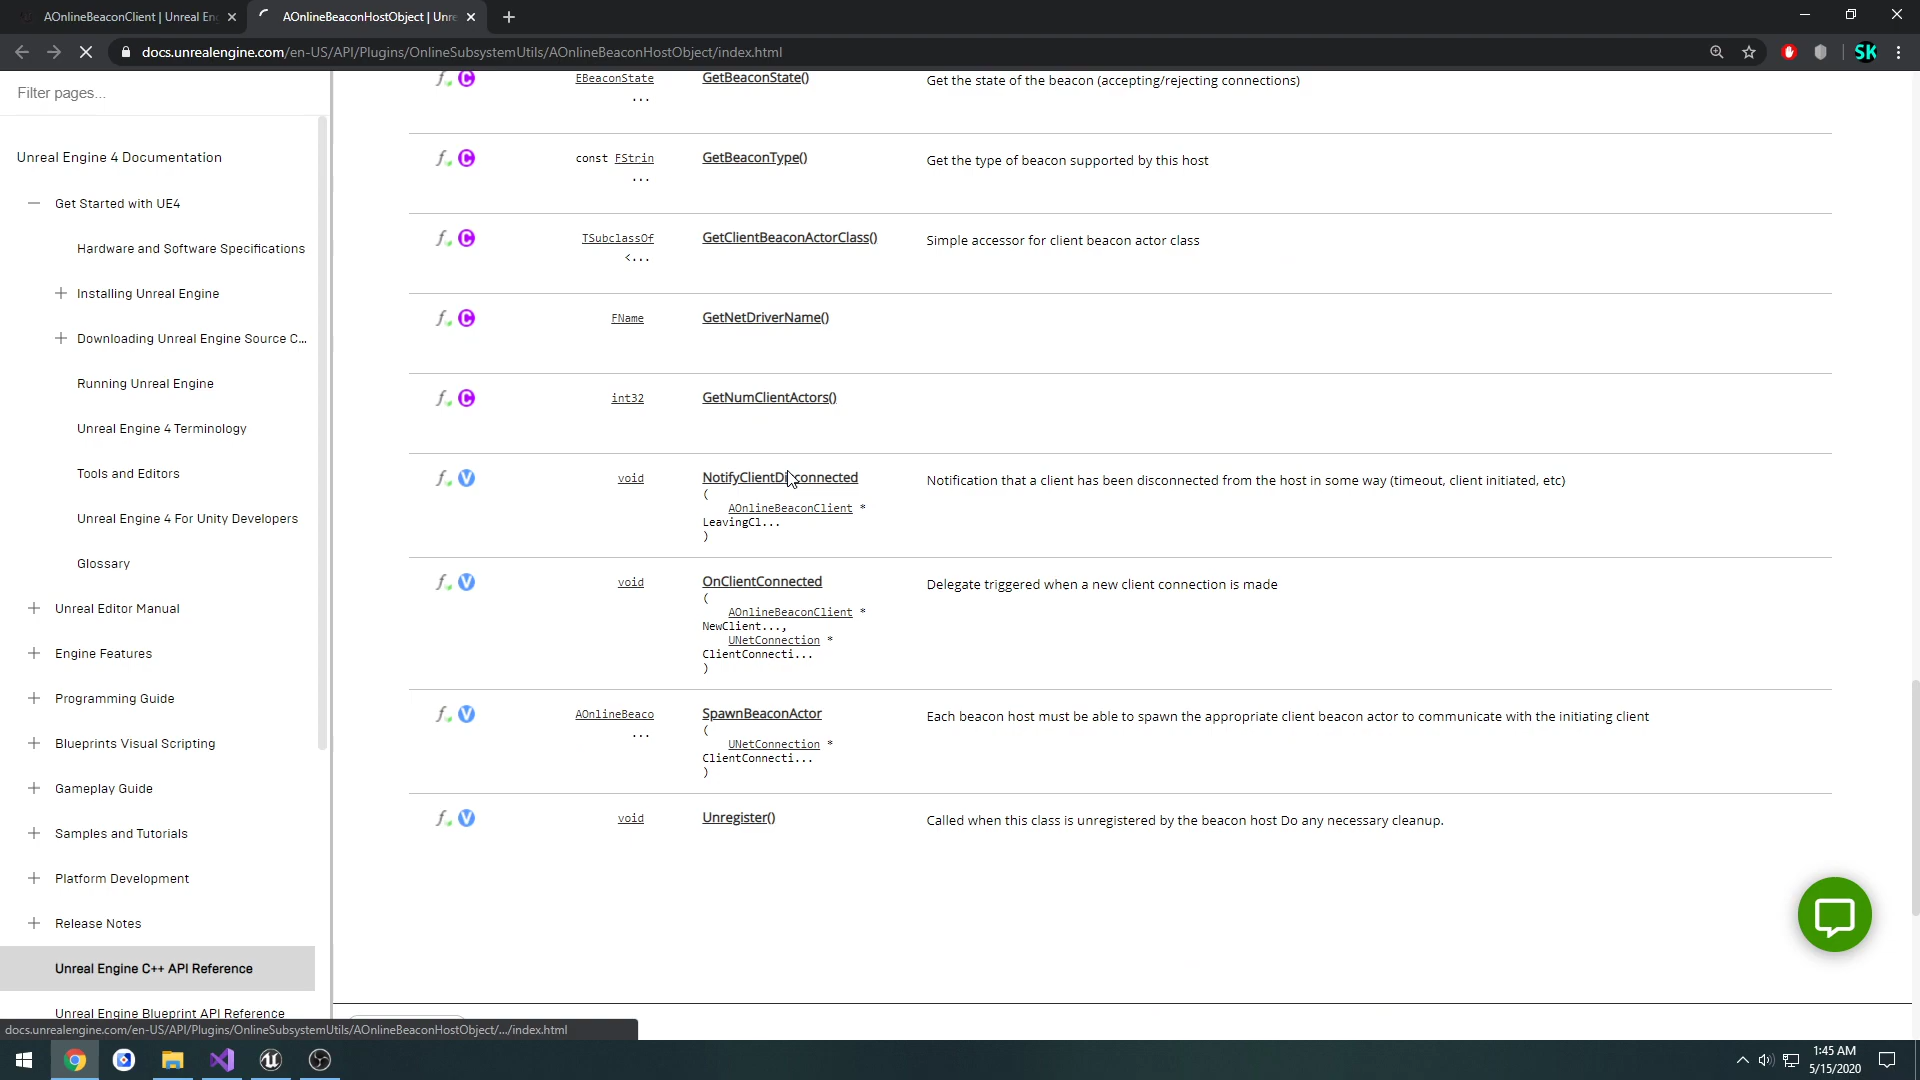 AOnlineBeaconClient | Unreal En
AOnlineBeaconHostObject | Unre
docs.unrealengine.com/en-US/API/Plugins/OnlineSubsystemUtils/AOnlineBeaconHostObject/index.html
SK
Filter pages...
Unreal Engine 4 Documentation
Get Started with UE4
Hardware and Software Specifications
Installing Unreal Engine
Downloading Unreal Engine Source C...
Running Unreal Engine
Unreal Engine 4 Terminology
Tools and Editors
Unreal Engine 4 For Unity Developers
Glossary
Unreal Editor Manual
Engine Features
Programming Guide
Blueprints Visual Scripting
Gameplay Guide
Samples and Tutorials
Platform Development
Release Notes
Unreal Engine C++ API Reference
Unreal Engine Blueprint API Reference
f C EBeaconState GetBeaconState() Get the state of the beacon (accepting/rejecting connections)
...
f C const FStrin GetBeaconType() Get the type of beacon supported by this host
...
f C TSubclassOf GetClientBeaconActorClass() Simple accessor for client beacon actor class
<...
f C FName GetNetDriverName()
f C int32 GetNumClientActors()
f V void NotifyClientDisconnected Notification that a client has been disconnected from the host in some way (timeout, client initiated, etc)
(
AOnlineBeaconClient *
LeavingCl...
)
f V void OnClientConnected Delegate triggered when a new client connection is made
(
AOnlineBeaconClient *
NewClient...,
UNetConnection *
ClientConnecti...
)
f V AOnlineBeaco SpawnBeaconActor Each beacon host must be able to spawn the appropriate client beacon actor to communicate with the initiating client
...
(
UNetConnection *
ClientConnecti...
)
f V void Unregister() Called when this class is unregistered by the beacon host Do any necessary cleanup.
docs.unrealengine.com/en-US/API/Plugins/OnlineSubsystemUtils/AOnlineBeaconHostObject/.../index.html
1:45 AM
5/15/2020